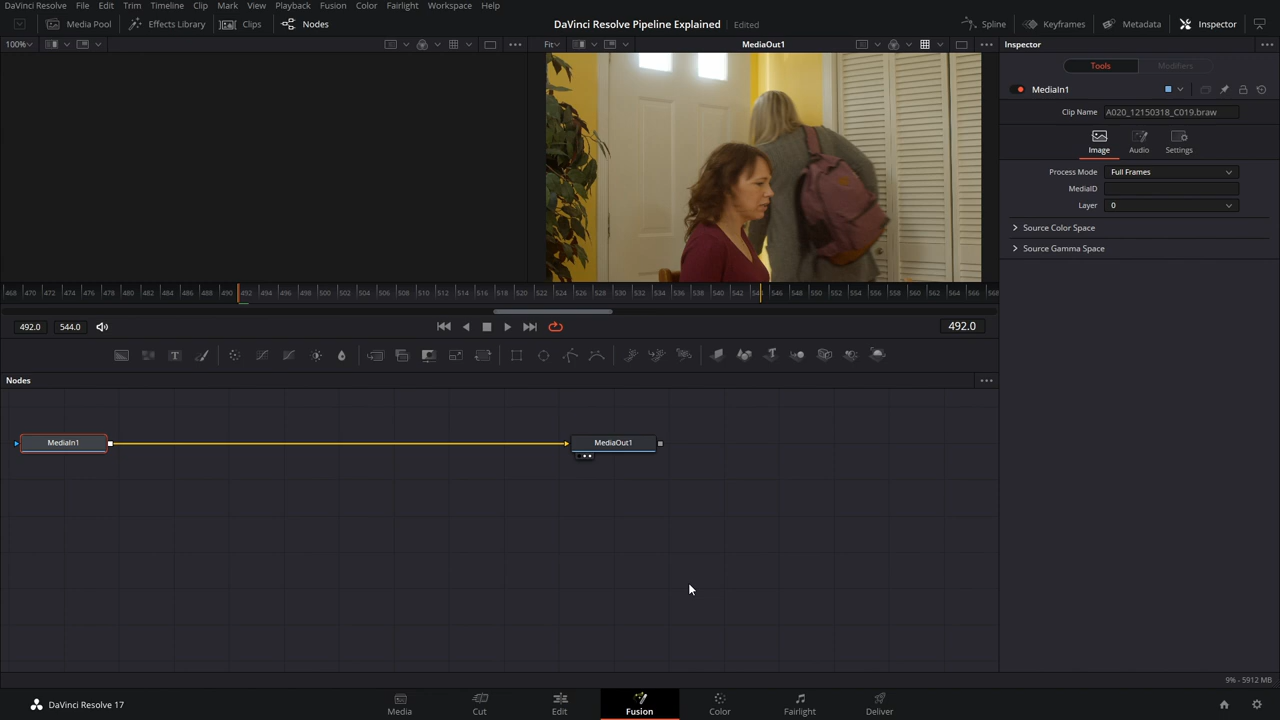 DaVinci Resolve File Edit Trim Timeline Clip Mark View Playback Fusion Color Fairlight Workspace Help
Media Pool Effects Library Clips Nodes DaVinci Resolve Pipeline Explained Edited Spline Keyframes Metadata Inspector
100% Fit MediaOut1 Inspector
Tools Modifiers
MediaIn1
Clip Name A020_12150318_C019.braw
Image Audio Settings
Process Mode Full Frames
MediaID
Layer 0
Source Color Space
Source Gamma Space
468 470 472 474 476 478 480 482 484 486 488 490 492 494 496 498 500 502 504 506 508 510 512 514 516 518 520 522 524 526 528 530 532 534 536 538 540 542 546 548 550 552 554 556 558 560 562 564 566 568
492.0 544.0 492.0
Nodes
MediaIn1 MediaOut1
9% - 5912 MB
DaVinci Resolve 17 Media Cut Edit Fusion Color Fairlight Deliver